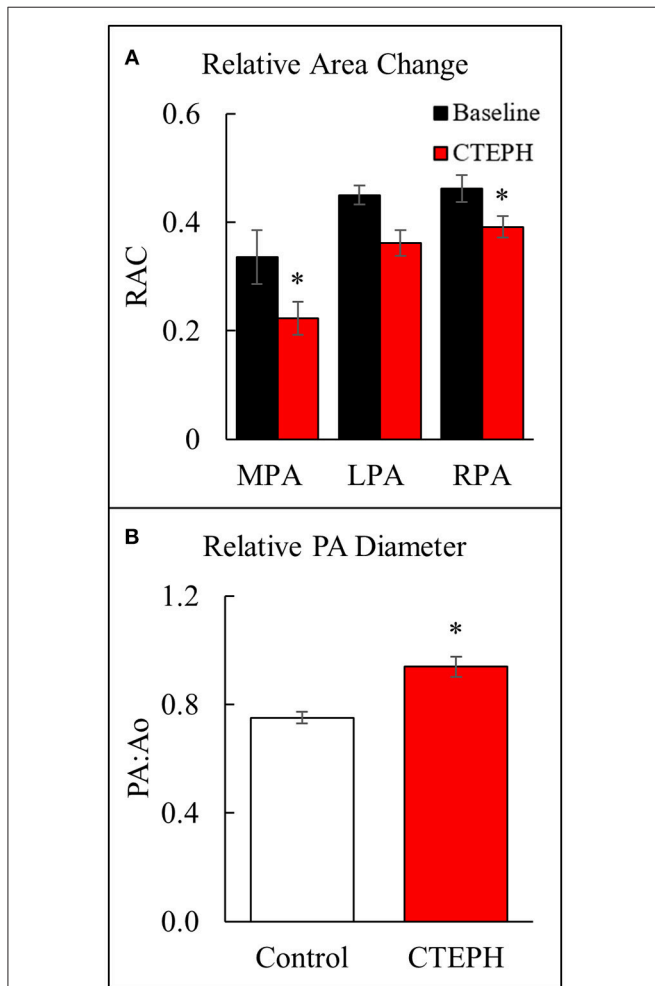 A
Relative Area Change
0.6
Baseline
CTEPH
*
0.4
*
RAC
0.2
0
MPA LPA RPA
B
Relative PA Diameter
1.2
*
0.8
PA:Ao
0.4
0.0
Control CTEPH